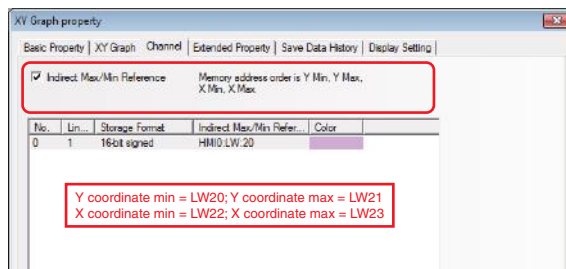 XY Graph property
Basic Property XY Graph Channel Extended Property Save Data History Display Setting
Indirect Max/Min Reference Memory address order is Y Min, Y Max,
X Min, X Max
No. Lin... Storage Format Indirect Max/Min Refer... Color
0 1 16-bit signed HMI0:LW:20
Y coordinate min = LW20; Y coordinate max = LW21
X coordinate min = LW22; X coordinate max = LW23